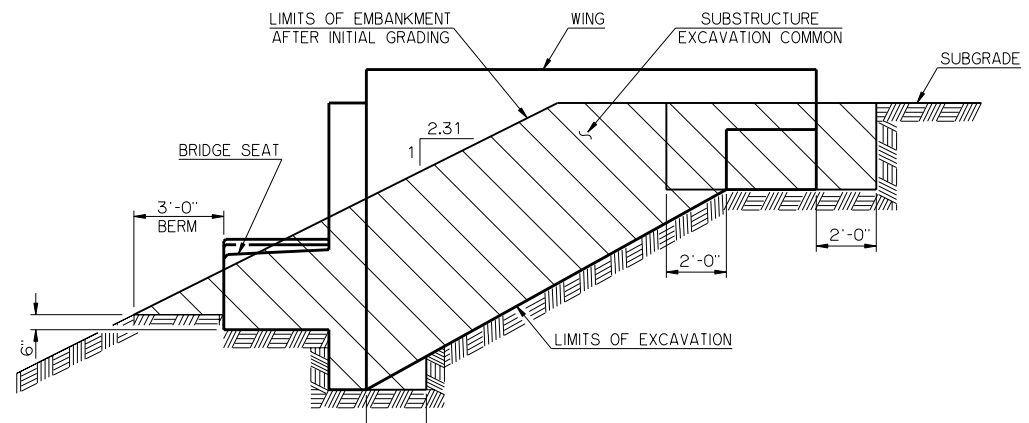 LIMITS OF EMBANKMENT
AFTER INITIAL GRADING
WING
SUBSTRUCTURE
EXCAVATION COMMON
SUBGRADE
2.31
1
BRIDGE SEAT
3'-0"
BERM
2'-0"
2'-0"
6"
LIMITS OF EXCAVATION